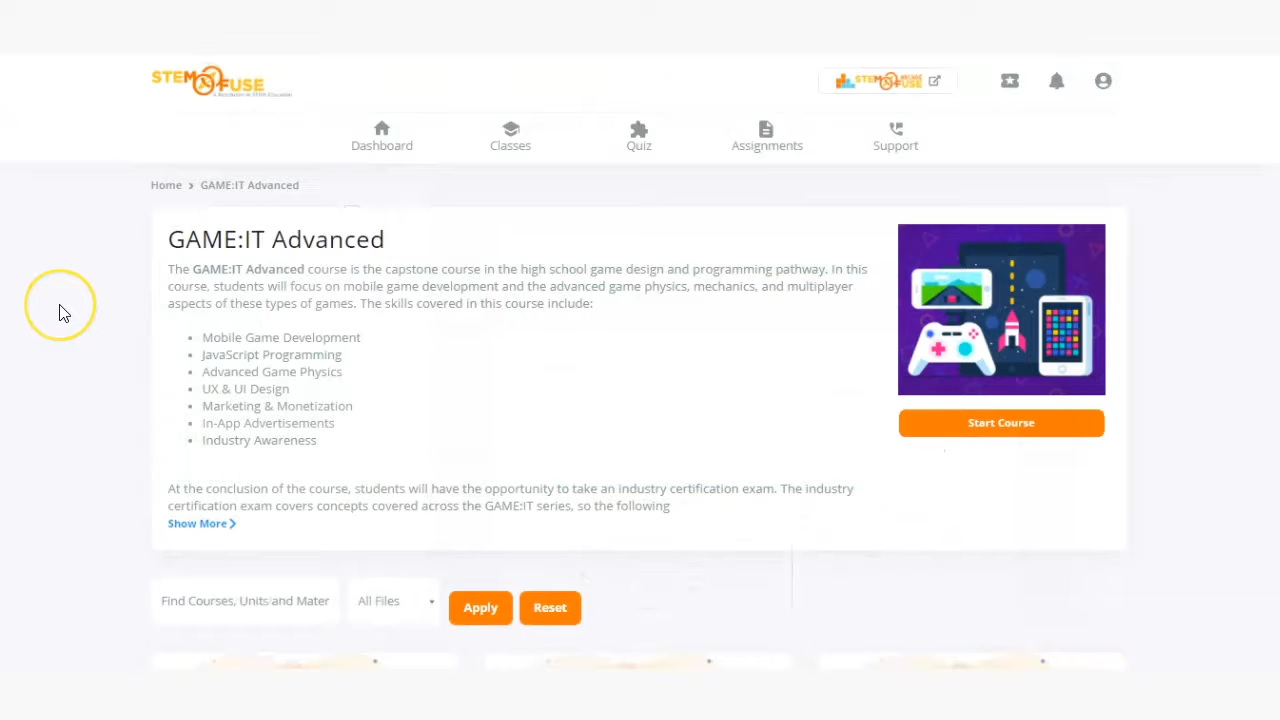 STEM FUSE
STEM FUSE
Dashboard
Classes
Quiz
Assignments
Support
Home > GAME:IT Advanced
GAME:IT Advanced
The GAME:IT Advanced course is the capstone course in the high school game design and programming pathway. In this
course, students will focus on mobile game development and the advanced game physics, mechanics, and multiplayer
aspects of these types of games. The skills covered in this course include:
• Mobile Game Development
• JavaScript Programming
• Advanced Game Physics
• UX & UI Design
• Marketing & Monetization
• In-App Advertisements
• Industry Awareness
Start Course
At the conclusion of the course, students will have the opportunity to take an industry certification exam. The industry
certification exam covers concepts covered across the GAME:IT series, so the following
Show More >
Find Courses, Units and Mater
All Files
Apply
Reset